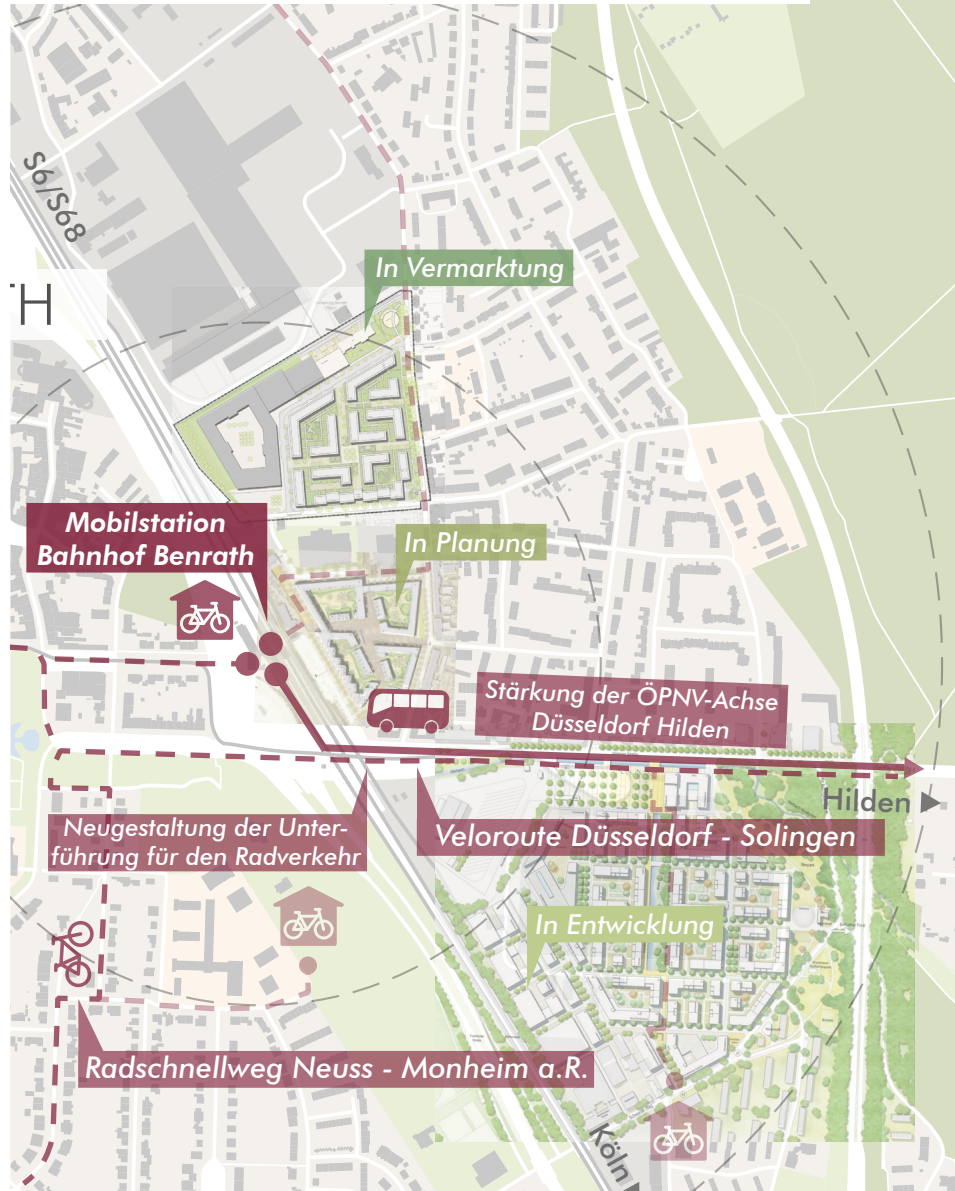 S6/S68
In Vermarktung
TH
Mobilstation
Bahnhof Benrath
In Planung
Stärkung der ÖPNV-Achse
Düsseldorf Hilden
Hilden ▶
Neugestaltung der Unter-
führung für den Radverkehr
Veloroute Düsseldorf - Solingen
In Entwicklung
Radschnellweg Neuss - Monheim a.R.
Köln